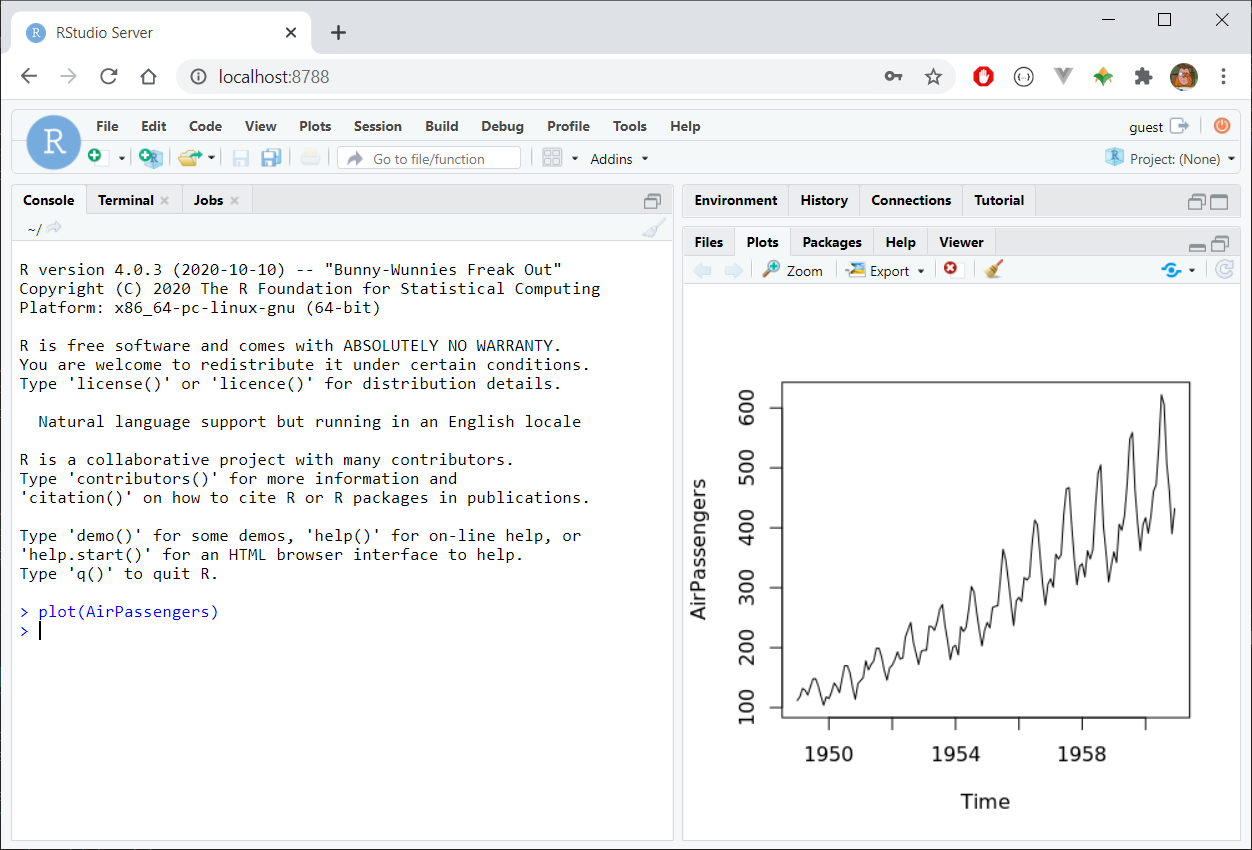 R RStudio Server
localhost:8788
R
File Edit Code View Plots Session Build Debug Profile Tools Help
guest
Go to file/function
Addins
R Project: (None)
Console Terminal Jobs
~/
R version 4.0.3 (2020-10-10) -- "Bunny-Wunnies Freak Out"
Copyright (C) 2020 The R Foundation for Statistical Computing
Platform: x86_64-pc-linux-gnu (64-bit)
R is free software and comes with ABSOLUTELY NO WARRANTY.
You are welcome to redistribute it under certain conditions.
Type 'license()' or 'licence()' for distribution details.
Natural language support but running in an English locale
R is a collaborative project with many contributors.
Type 'contributors()' for more information and
'citation()' on how to cite R or R packages in publications.
Type 'demo()' for some demos, 'help()' for on-line help, or
'help.start()' for an HTML browser interface to help.
Type 'q()' to quit R.
> plot(AirPassengers)
>
Environment History Connections Tutorial
Files Plots Packages Help Viewer
Zoom Export
AirPassengers
600
500
400
300
200
100
1950 1954 1958
Time